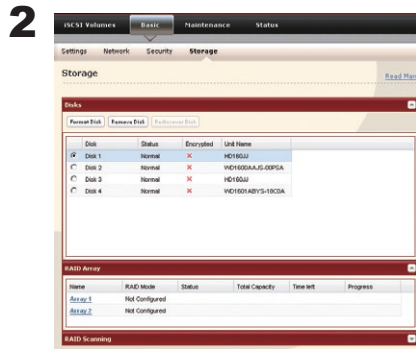 2
iSCSI Volumes Basic Maintenance Status
Settings Network Security Storage
Storage
Read Man
Disks
Format Disk Remove Disk Rediscover Disk
Disk Status Encrypted Unit Name
Disk 1 Normal HD160JJ
Disk 2 Normal WD1600AAJS-00PSA
Disk 3 Normal HD160JJ
Disk 4 Normal WD1601ABYS-18C0A
RAID Array
Name RAID Mode Status Total Capacity Time left Progress
Array 1 Not Configured
Array 2 Not Configured
RAID Scanning